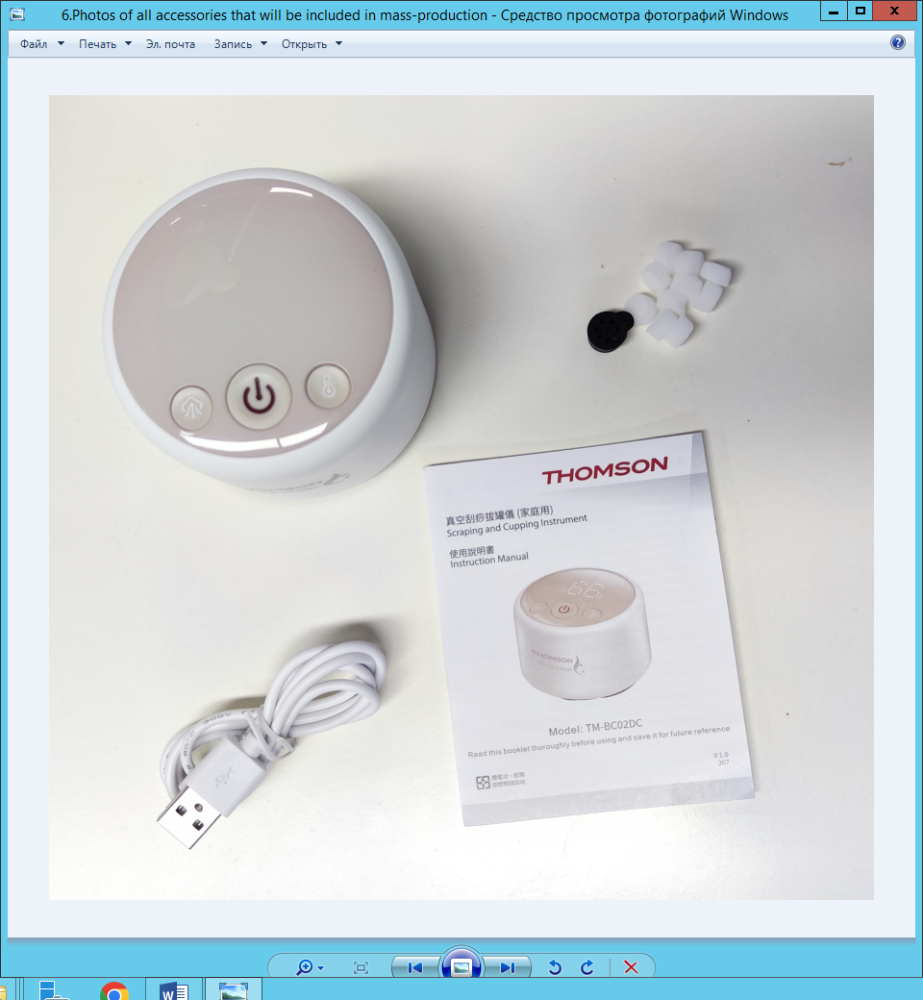 6.Photos of all accessories that will be included in mass-production - Средство просмотра фотографий Windows
Файл Печать Эл. почта Запись Открыть
THOMSON
真空刮痧拔罐儀 (家庭用)
Scraping and Cupping Instrument
使用說明書
Instruction Manual
66
THOMSON
Model: TM-BC02DC
Read this booklet thoroughly before using and save it for future reference
V 1.0
207